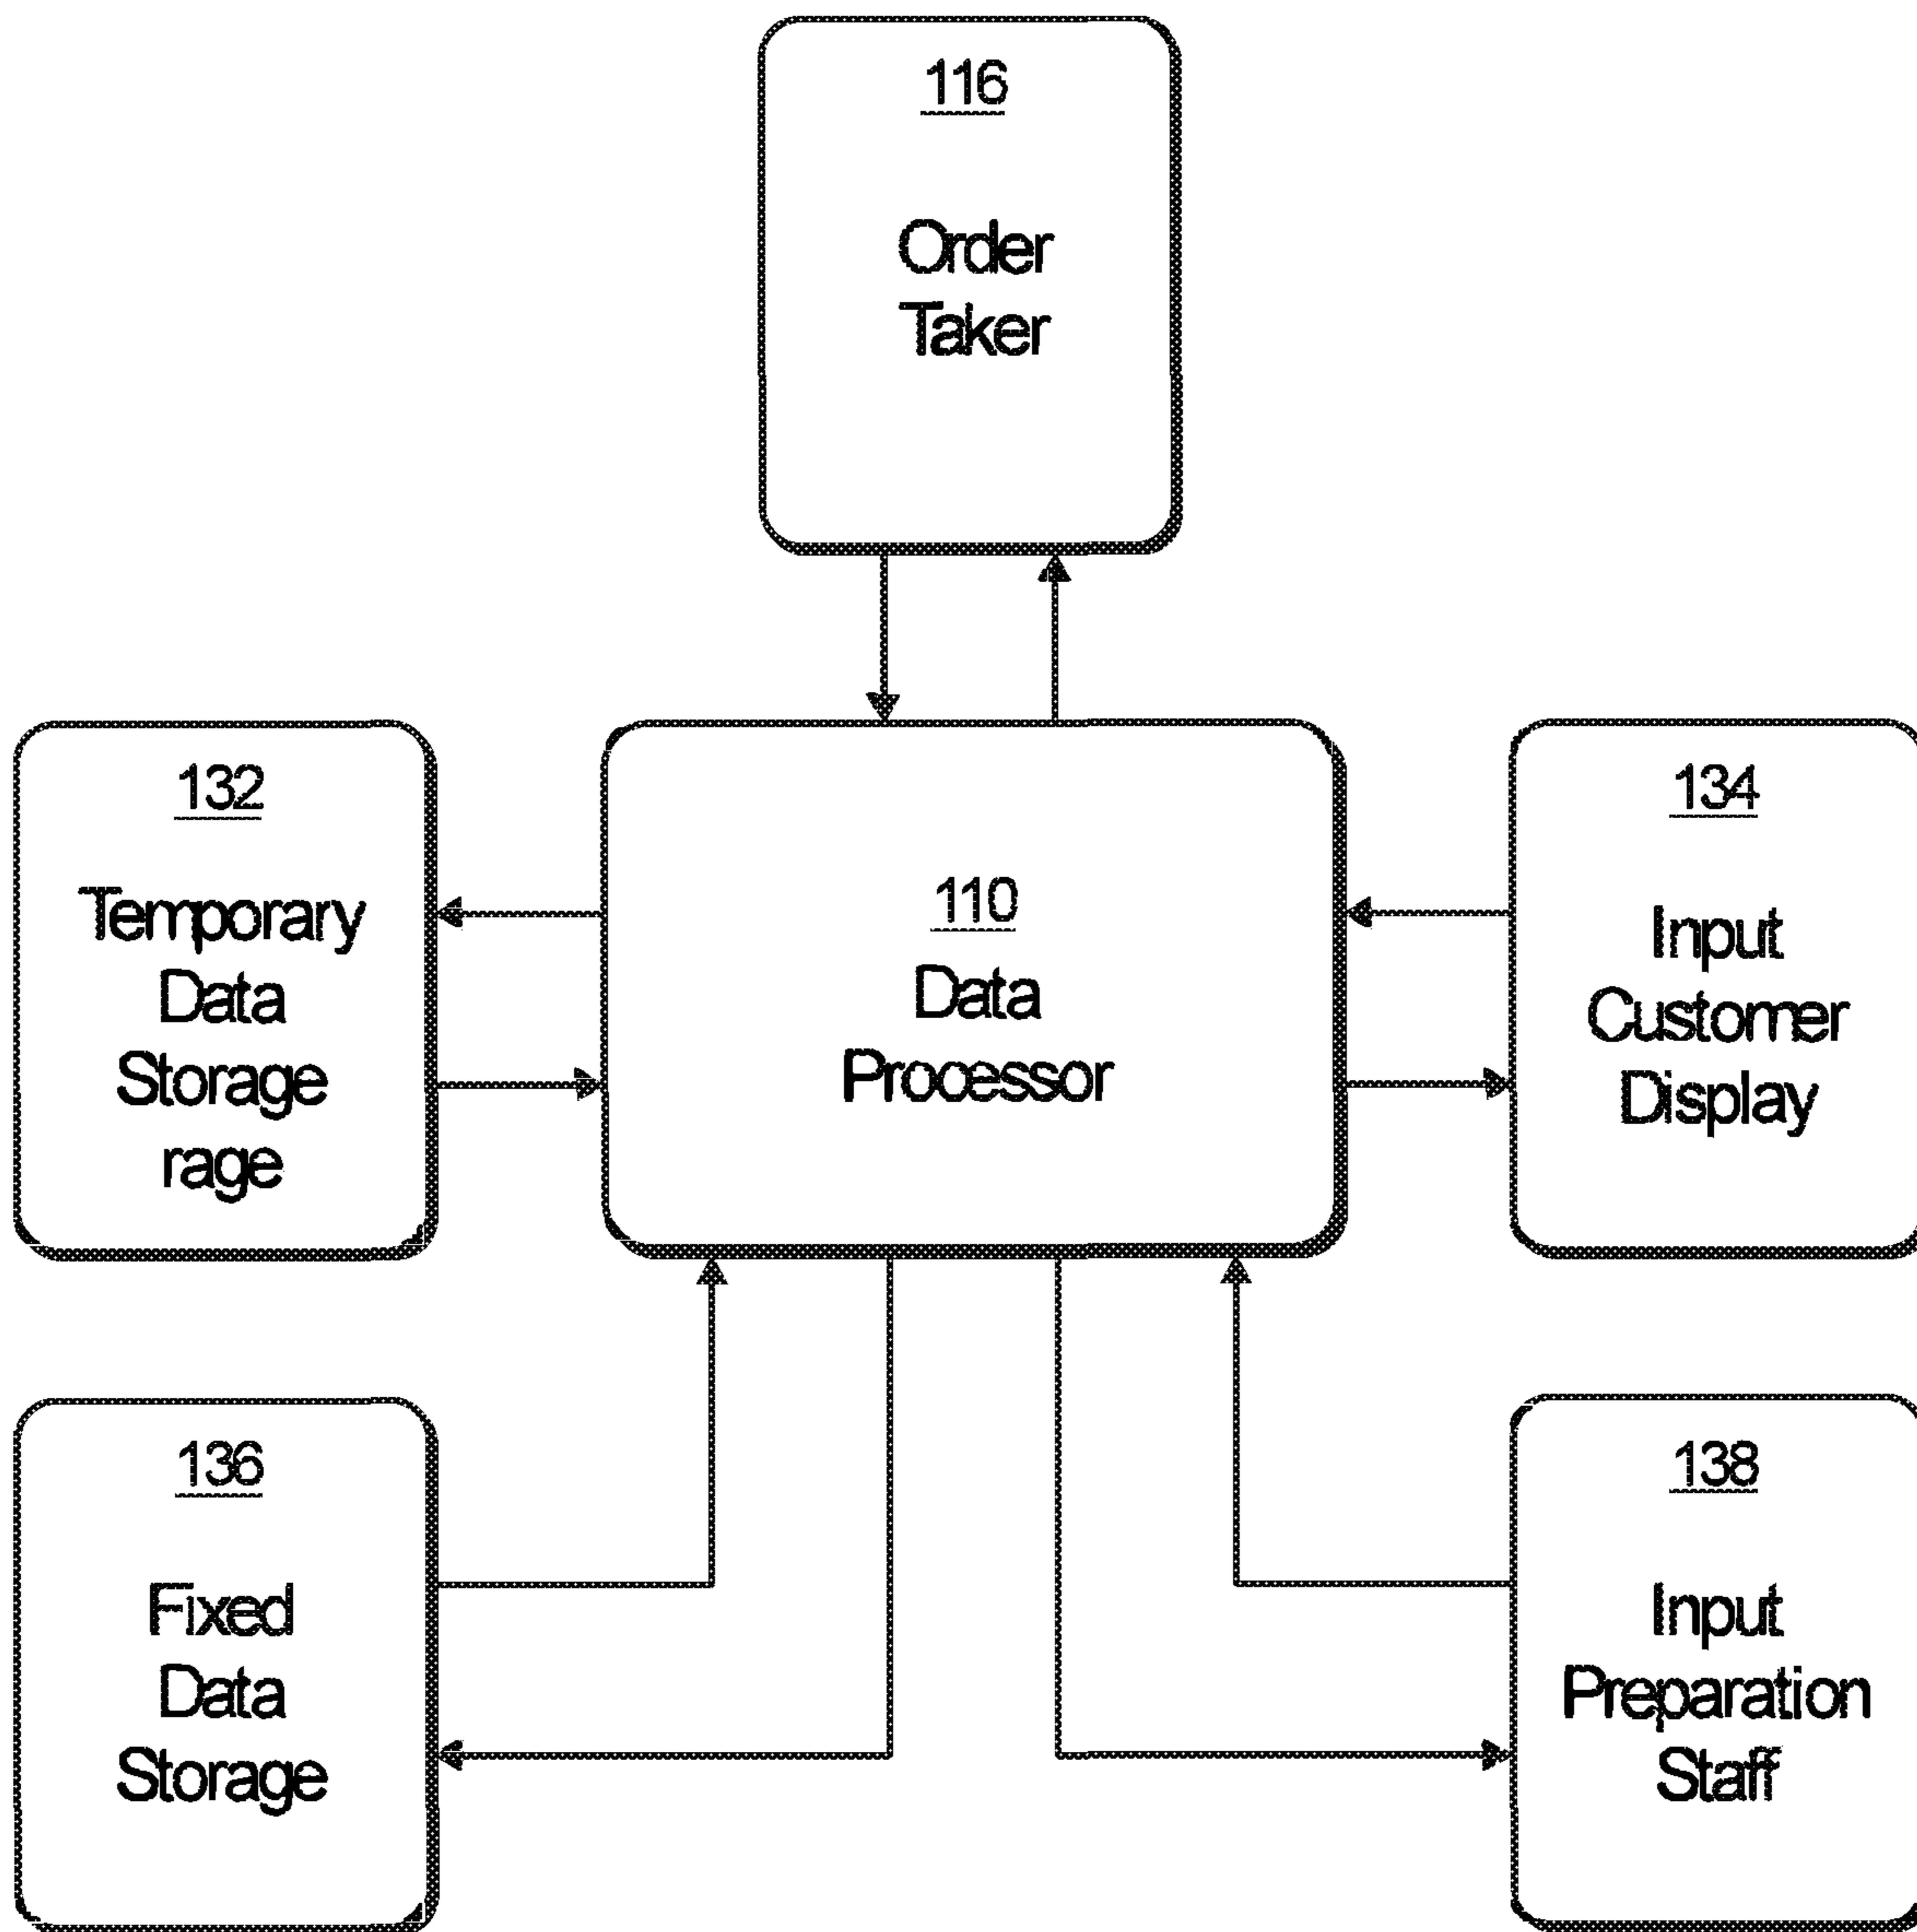 116
Order
Taker
132
Temporary
Data
Storage
rage
110
Data
Processor
134
Input
Customer
Display
136
Fixed
Data
Storage
138
Input
Preparation
Staff